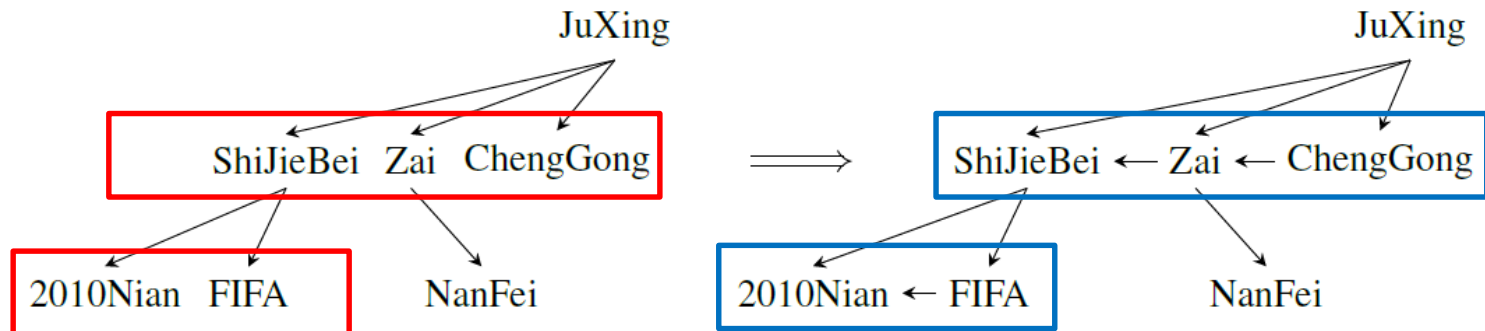 JuXing JuXing
ShiJieBei Zai ChengGong ShiJieBei Zai ChengGong
2010Nian FIFA NanFei 2010Nian FIFA NanFei